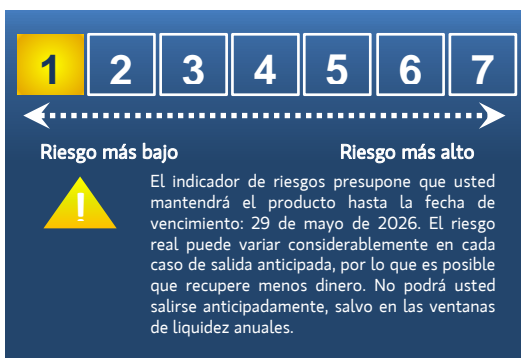 1 2 3 4 5 6 7
Riesgo más bajo Riesgo más alto
!
El indicador de riesgos presupone que usted
mantendrá el producto hasta la fecha de
vencimiento: 29 de mayo de 2026. El riesgo
real puede variar considerablemente en cada
caso de salida anticipada, por lo que es posible
que recupere menos dinero. No podrá usted
salirse anticipadamente, salvo en las ventanas
de liquidez anuales.